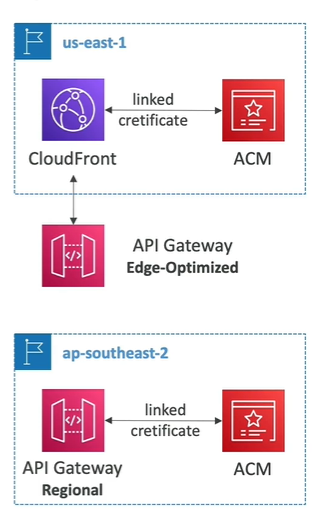 us-east-1
linked
cretificate
CloudFront
ACM
API Gateway
Edge-Optimized
ap-southeast-2
linked
cretificate
API Gateway
Regional
ACM